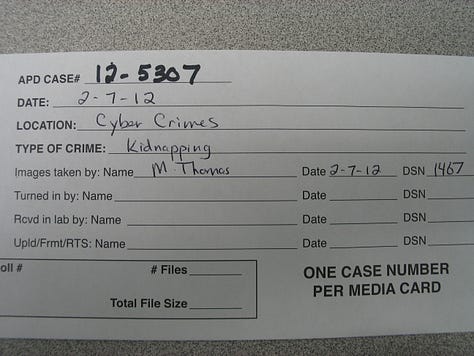 APD CASE# 12-5307
DATE: 2-7-12
LOCATION: Cyber Crimes
TYPE OF CRIME: Kidnapping
Images taken by: Name M. Thomas Date 2-7-12 DSN 1467
Turned in by: Name Date DSN
Rcvd in lab by: Name Date DSN
Upld/Frmt/RTS: Name Date DSN
oll # # Files
Total File Size
ONE CASE NUMBER
PER MEDIA CARD